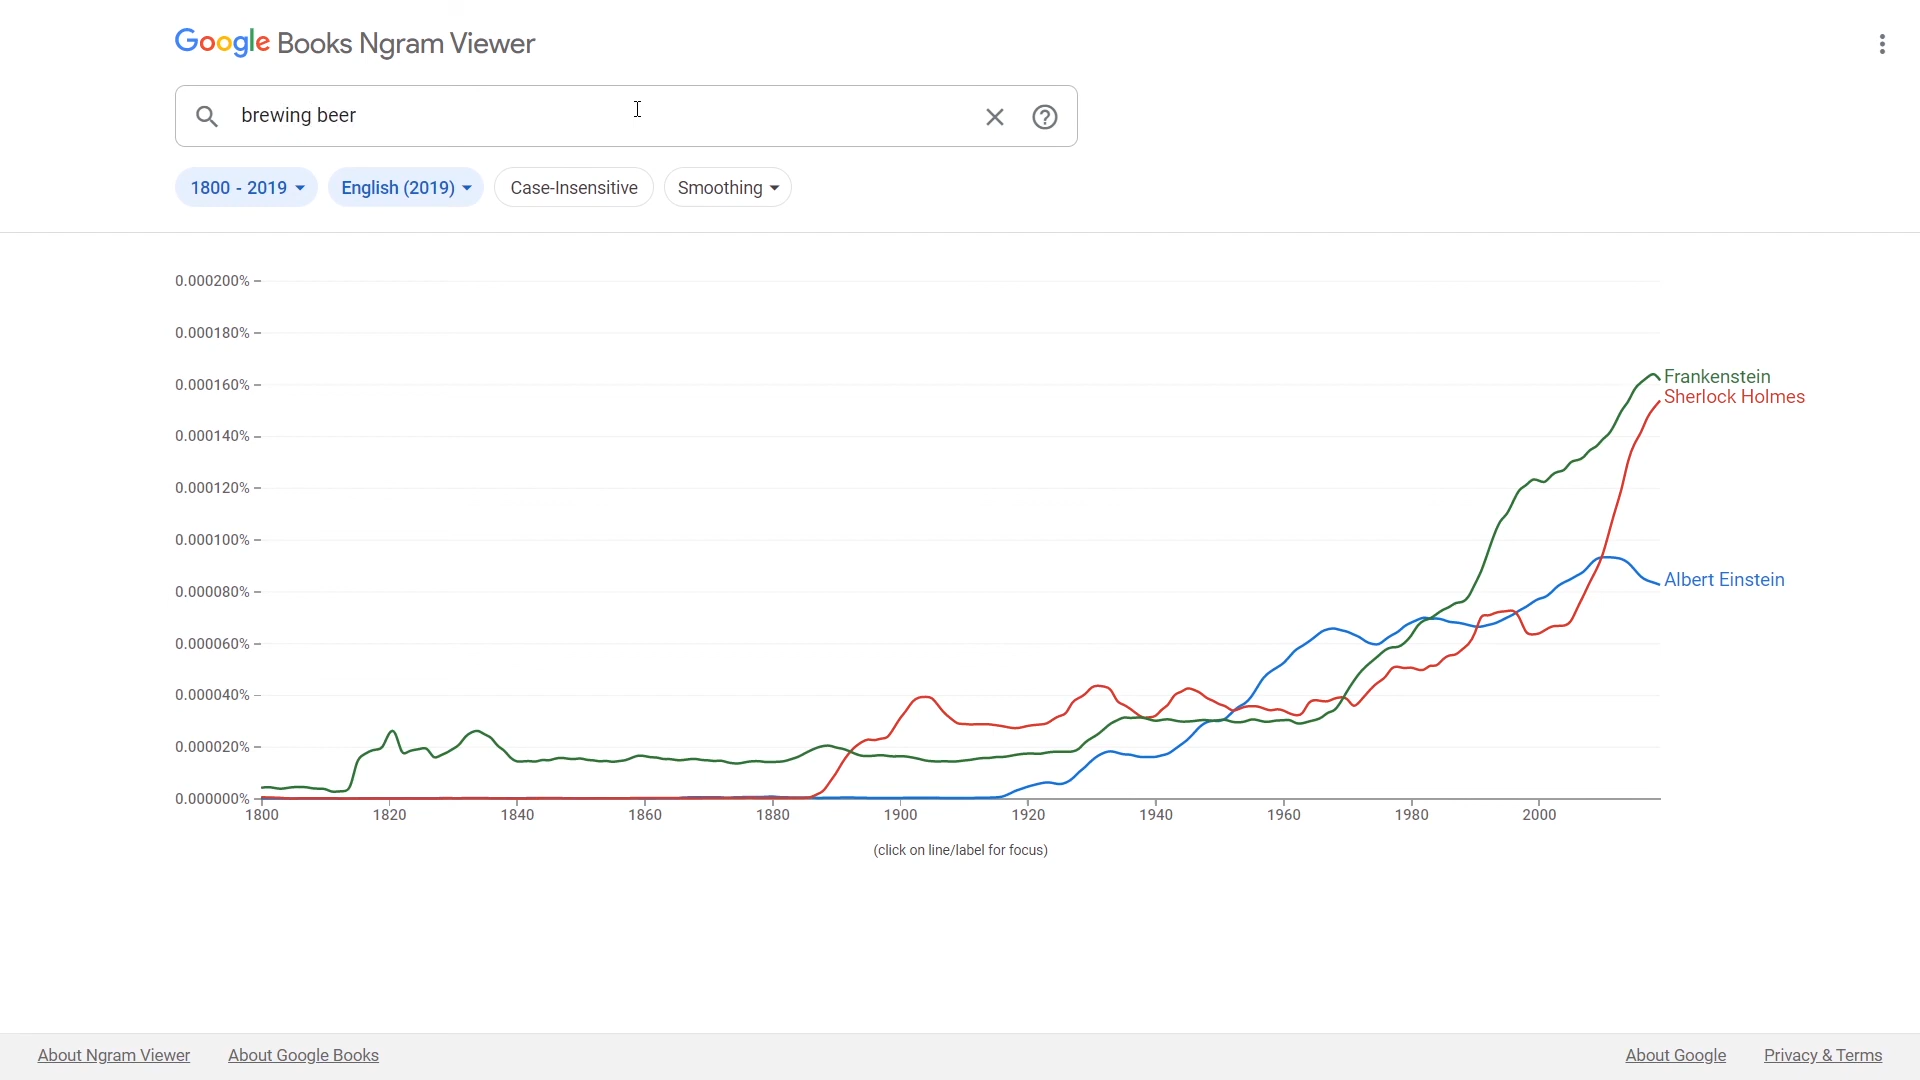 Google Books Ngram Viewer
brewing beer
1800 - 2019
English (2019)
Case-Insensitive
Smoothing
0.000200%
0.000180%
0.000160%
0.000140%
0.000120%
0.000100%
0.000080%
0.000060%
0.000040%
0.000020%
0.000000%
Frankenstein
Sherlock Holmes
Albert Einstein
1800 1820 1840 1860 1880 1900 1920 1940 1960 1980 2000
(click on line/label for focus)
About Ngram Viewer About Google Books About Google Privacy & Terms